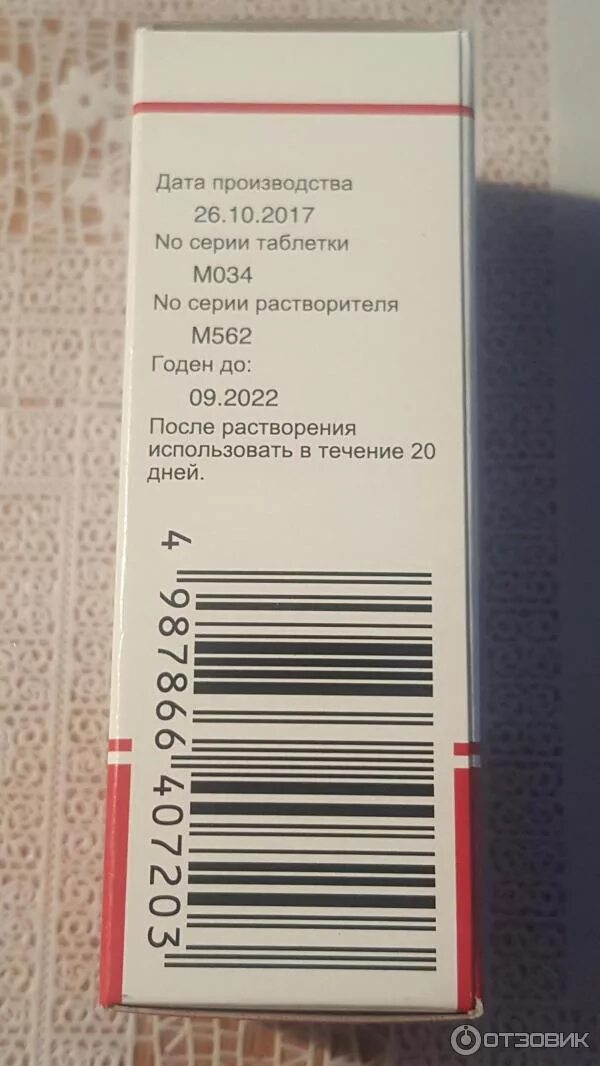 Дата производства
26.10.2017
No серии таблетки
M034
No серии растворителя
M562
Годен до:
09.2022
После растворения
использовать в течение 20
дней.
4 987866 407203
ОТЗОВИК